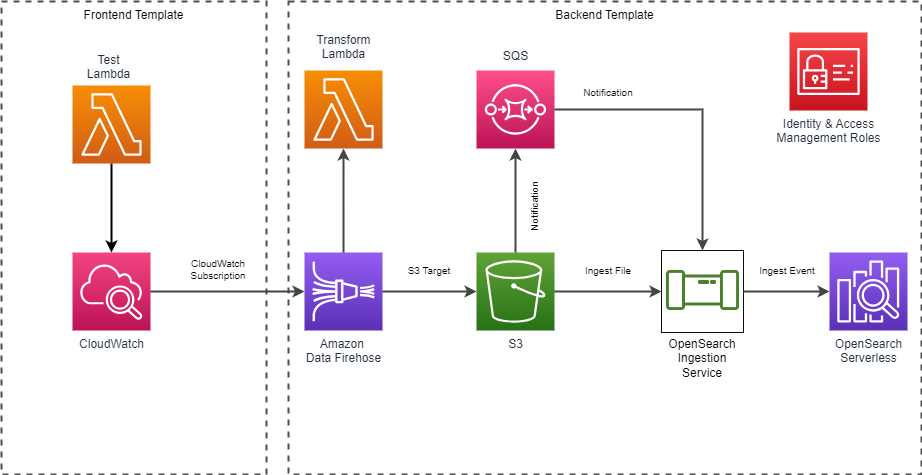 Frontend Template
Test
Lambda
CloudWatch
CloudWatch
Subscription
Backend Template
Transform
Lambda
SQS
Notification
Identity & Access
Management Roles
Notification
S3 Target
Ingest File
Ingest Event
Amazon
Data Firehose
S3
OpenSearch
Ingestion
Service
OpenSearch
Serverless